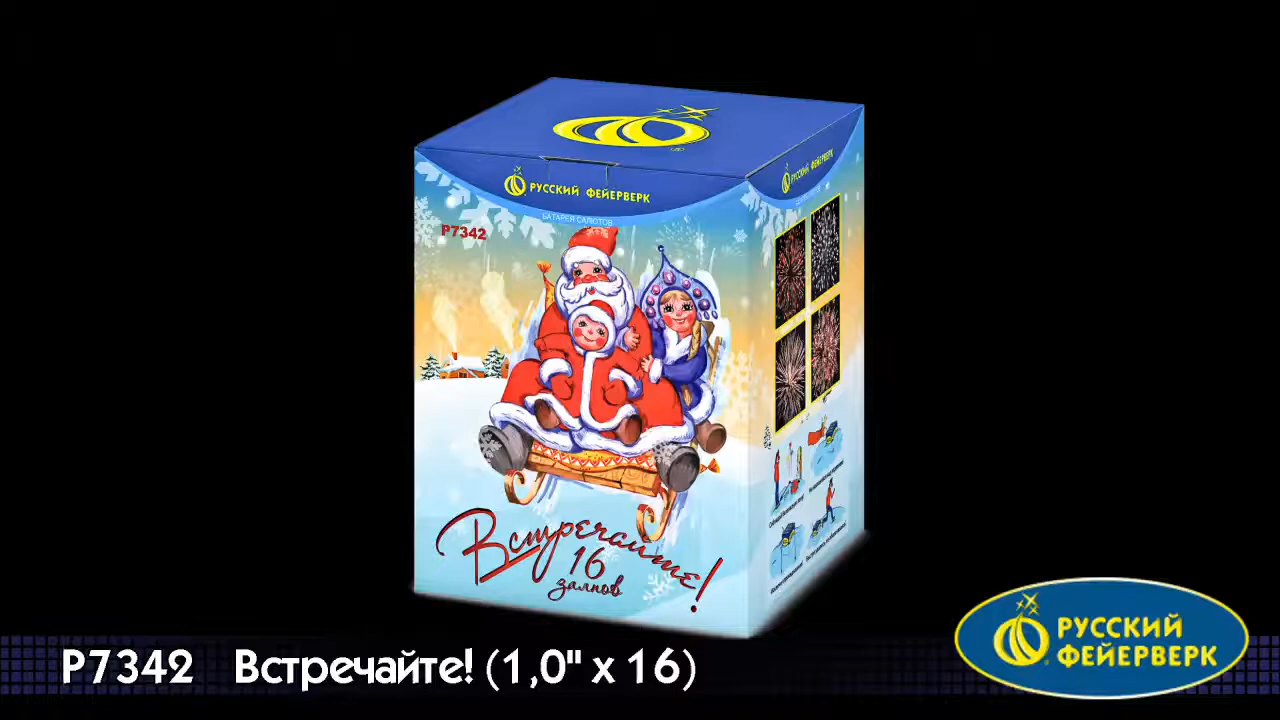 РУССКИЙ ФЕЙЕРВЕРК
БАТАРЕЯ САЛЮТОВ
Р7342
Встречайте!
16
залпов
РУССКИЙ ФЕЙЕРВЕРК
Р7342 Встречайте! (1,0" х 16)
РУССКИЙ
ФЕЙЕРВЕРК